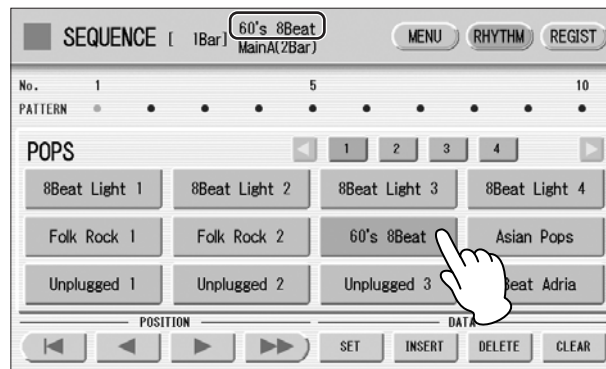 SEQUENCE [ 1Bar] 60's 8Beat MENU RHYTHM REGIST
MainA(2Bar)
No. 1 5 10
PATTERN
POPS 1 2 3 4
8Beat Light 1 8Beat Light 2 8Beat Light 3 8Beat Light 4
Folk Rock 1 Folk Rock 2 60's 8Beat Asian Pops
Unplugged 1 Unplugged 2 Unplugged 3 Beat Adria
POSITION DATA
SET INSERT DELETE CLEAR